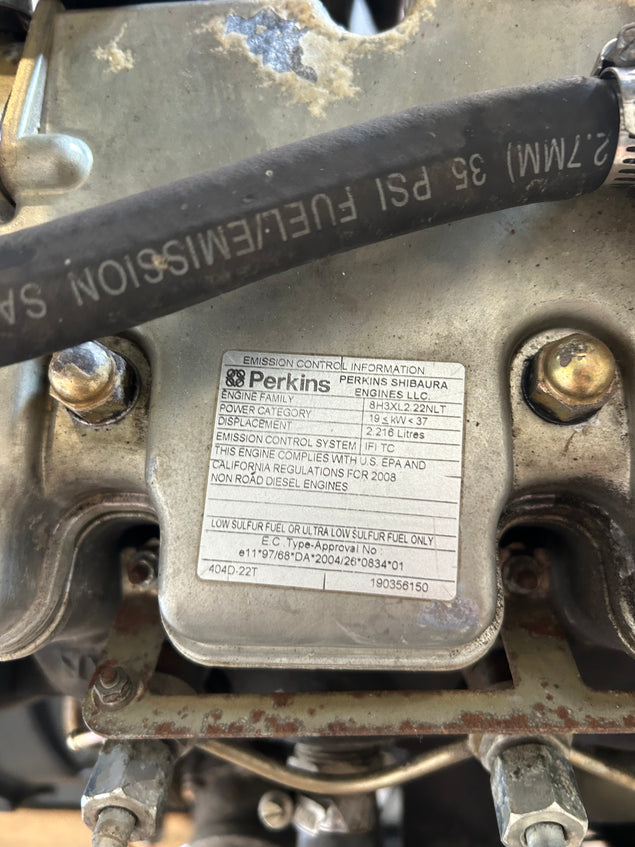 2.7MM) 35 PSI FUEL/EMISSION SA
EMISSION CONTROL INFORMATION
Perkins PERKINS SHIBAURA
ENGINES LLC.
ENGINE FAMILY 8H3XL2.22NLT
POWER CATEGORY 19 ≤ kW < 37
DISPLACEMENT 2.216 Litres
EMISSION CONTROL SYSTEM IFI TC
THIS ENGINE COMPLIES WITH U.S. EPA AND
CALIFORNIA REGULATIONS FOR 2008
NON ROAD DIESEL ENGINES
LOW SULFUR FUEL OR ULTRA LOW SULFUR FUEL ONLY
E.C. Type-Approval No :
e11*97/68*DA*2004/26*0834*01
404D-22T 190356150